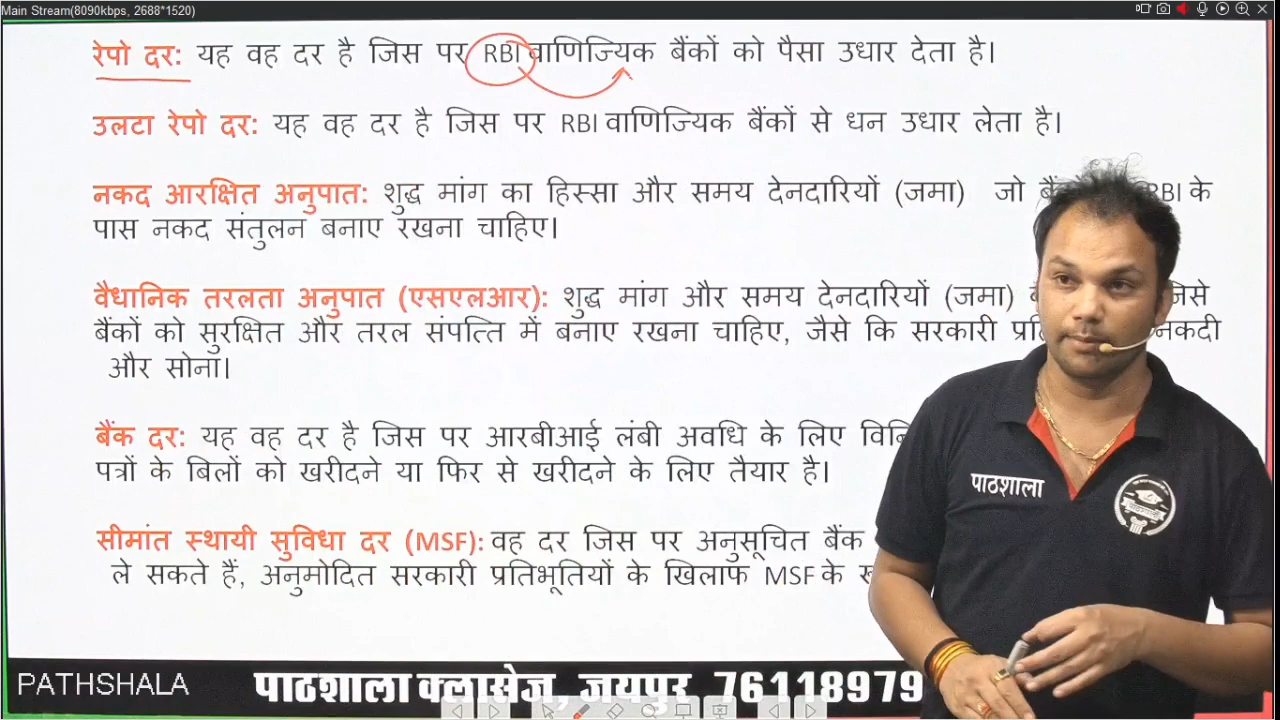 Main Stream(8090kbps, 2688*1520)
रेपो दर: यह वह दर है जिस पर RBI वाणिज्यिक बैंकों को पैसा उधार देता है।
उलटा रेपो दर: यह वह दर है जिस पर RBI वाणिज्यिक बैंकों से धन उधार लेता है।
नकद आरक्षित अनुपात: शुद्ध मांग का हिस्सा और समय देनदारियों (जमा) जो RBI के
पास नकद संतुलन बनाए रखना चाहिए।
वैधानिक तरलता अनुपात (एसएलआर): शुद्ध मांग और समय देनदारियों (जमा)
बैंकों को सुरक्षित और तरल संपत्ति में बनाए रखना चाहिए, जैसे कि सरकारी नकदी
और सोना।
बैंक दर: यह वह दर है जिस पर आरबीआई लंबी अवधि के लिए
पत्रों के बिलों को खरीदने या फिर से खरीदने के लिए तैयार है।
सीमांत स्थायी सुविधा दर (MSF): वह दर जिस पर अनुसूचित बैंक
ले सकते हैं, अनुमोदित सरकारी प्रतिभूतियों के खिलाफ MSF के
पाठशाला
PATHSHALA पाठशाला क्लासेज, जयपुर 76118979